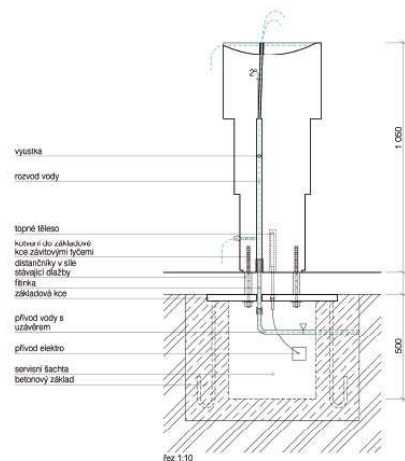 vyustka
rozvod vody
topné těleso
kotvení do základové
kce závitovými tyčemi
distančníky v síle
stávající dlažby
fitinka
základová kce
přívod vody s
uzávěrem
přívod elektro
servisní šachta
betonový základ
řez 1:10
1 050
500